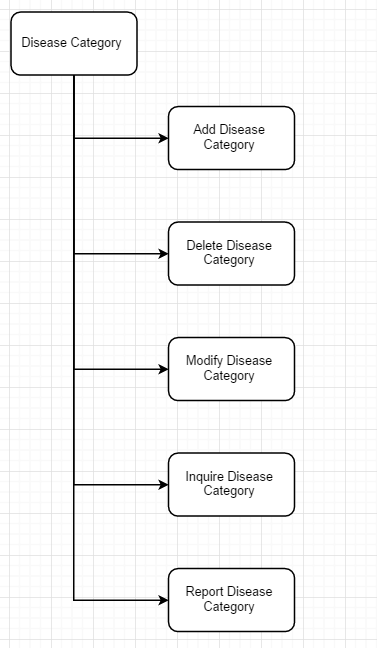 Disease Category
Add Disease
Category
Delete Disease
Category
Modify Disease
Category
Inquire Disease
Category
Report Disease
Category